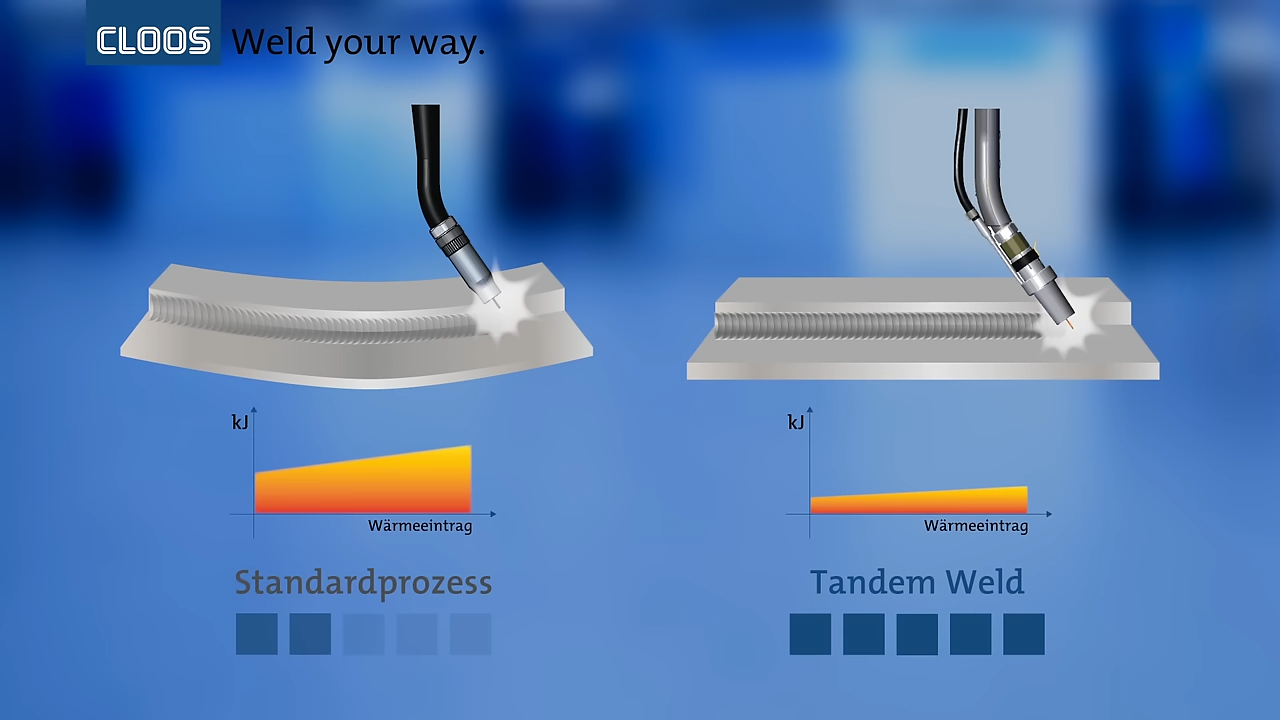 CLOOS Weld your way.
kJ
Wärmeeintrag
Standardprozess
kJ
Wärmeeintrag
Tandem Weld